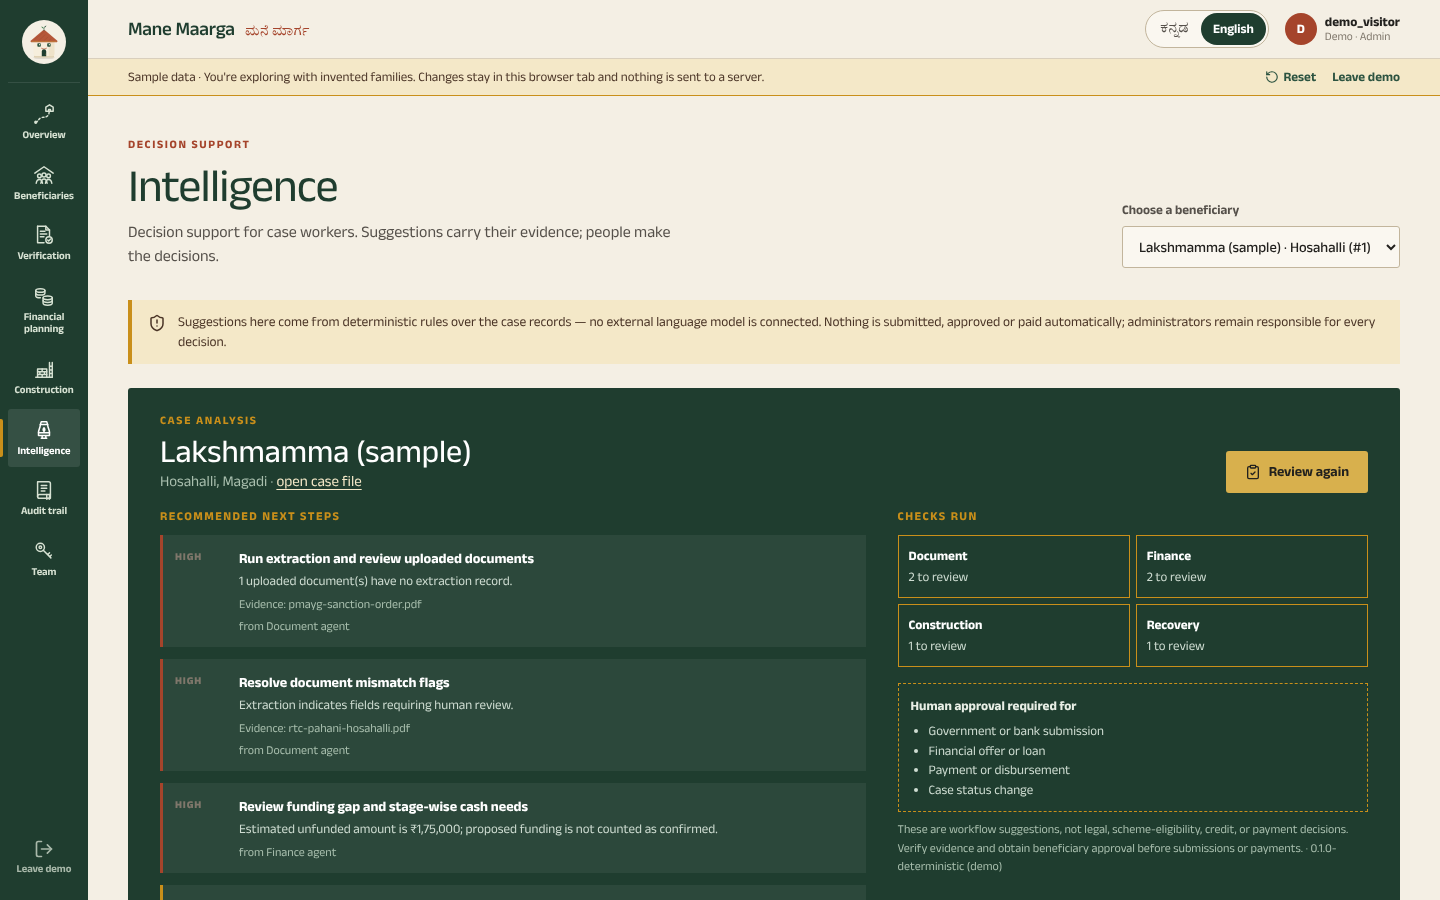 Mane Maarga ಮನೆ ಮಾರ್ಗ
ಕನ್ನಡ
English
D
demo_visitor
Demo · Admin
Sample data · You're exploring with invented families. Changes stay in this browser tab and nothing is sent to a server.
Reset
Leave demo
Overview
Beneficiaries
Verification
Financial
planning
Construction
Intelligence
Audit trail
Team
Leave demo
DECISION SUPPORT
Intelligence
Decision support for case workers. Suggestions carry their evidence; people make
the decisions.
Choose a beneficiary
Lakshmamma (sample) · Hosahalli (#1)
Suggestions here come from deterministic rules over the case records — no external language model is connected. Nothing is submitted, approved or paid automatically; administrators remain responsible for every
decision.
CASE ANALYSIS
Lakshmamma (sample)
Hosahalli, Magadi · open case file
Review again
RECOMMENDED NEXT STEPS
HIGH
Run extraction and review uploaded documents
1 uploaded document(s) have no extraction record.
Evidence: pmayg-sanction-order.pdf
from Document agent
HIGH
Resolve document mismatch flags
Extraction indicates fields requiring human review.
Evidence: rtc-pahani-hosahalli.pdf
from Document agent
HIGH
Review funding gap and stage-wise cash needs
Estimated unfunded amount is ₹1,75,000; proposed funding is not counted as confirmed.
from Finance agent
CHECKS RUN
Document
2 to review
Finance
2 to review
Construction
1 to review
Recovery
1 to review
Human approval required for
• Government or bank submission
• Financial offer or loan
• Payment or disbursement
• Case status change
These are workflow suggestions, not legal, scheme-eligibility, credit, or payment decisions.
Verify evidence and obtain beneficiary approval before submissions or payments. · 0.1.0-
deterministic (demo)